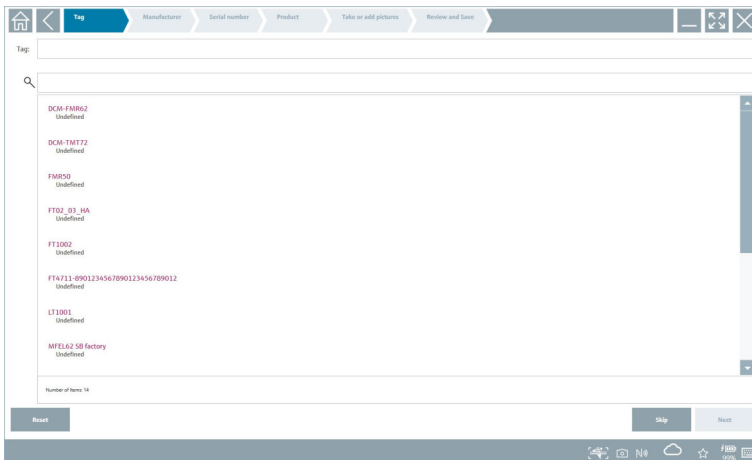 Tag
Manufacturer
Serial number
Product
Take or add pictures
Review and Save
Tag:
DCM-FMR62
Undefined
DCM-TMT72
Undefined
FMR50
Undefined
FT02_03_HA
Undefined
FT1002
Undefined
FT4711-8901234567890123456789012
Undefined
LT1001
Undefined
MFEL62 SB factory
Undefined
Number of Items: 14
Reset
Skip
Next
99%